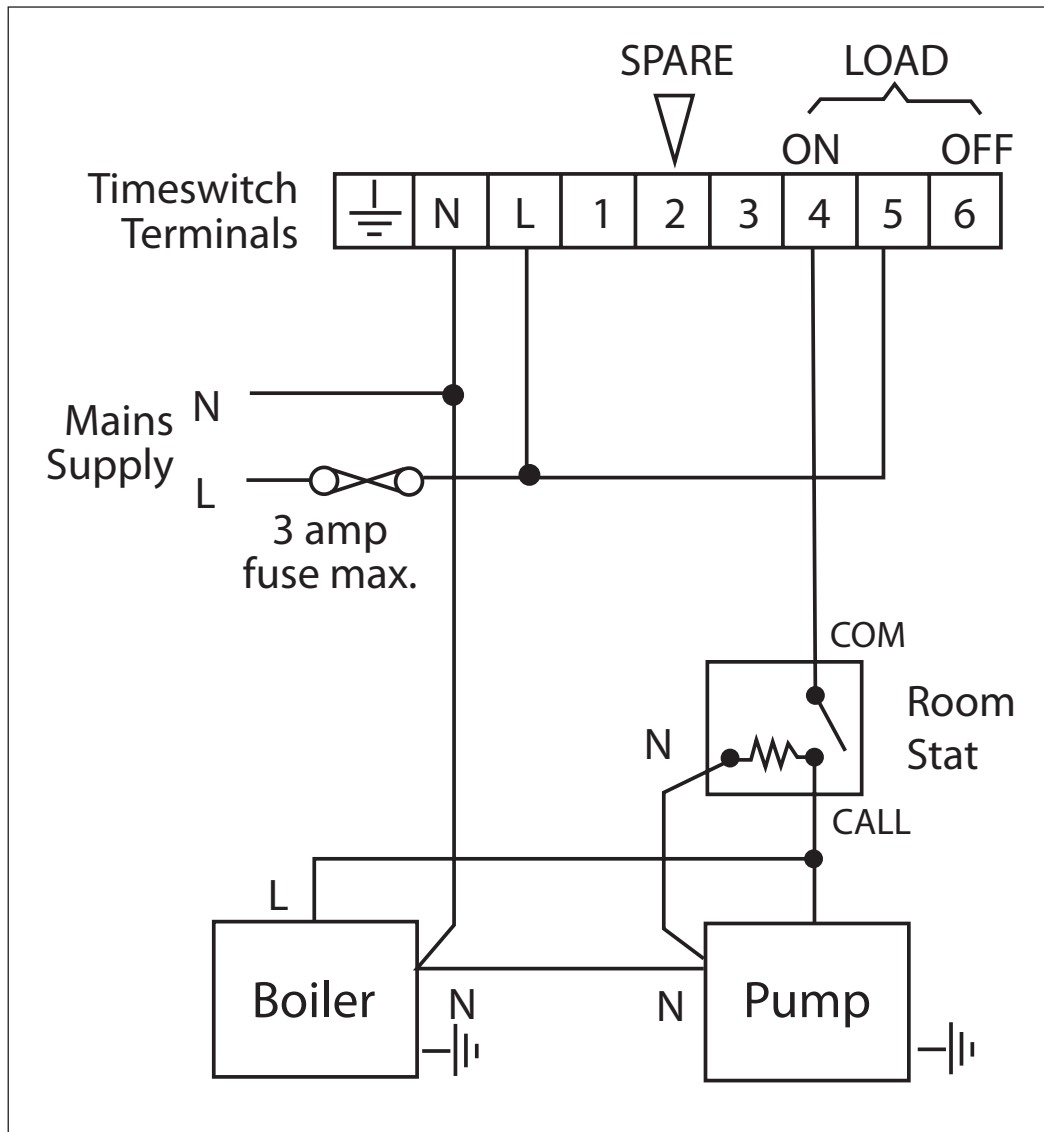 SPARE
LOAD
ON
OFF
Timeswitch
Terminals
N
L
1
2
3
4
5
6
Mains
Supply
N
L
3 amp
fuse max.
COM
Room
Stat
N
CALL
L
Boiler
N
N
Pump